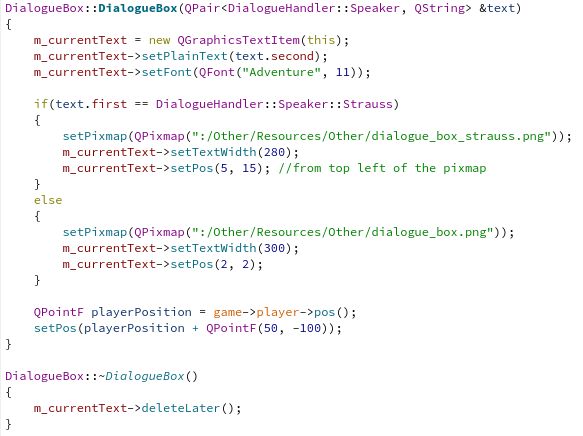 DialogueBox::DialogueBox(QPair<DialogueHandler::Speaker, QString> &text)
{
    m_currentText = new QGraphicsTextItem(this);
    m_currentText->setPlainText(text.second);
    m_currentText->setFont(QFont("Adventure", 11));

    if(text.first == DialogueHandler::Speaker::Strauss)
    {
        setPixmap(QPixmap(":/Other/Resources/Other/dialogue_box_strauss.png"));
        m_currentText->setTextWidth(280);
        m_currentText->setPos(5, 15); //from top left of the pixmap
    }
    else
    {
        setPixmap(QPixmap(":/Other/Resources/Other/dialogue_box.png"));
        m_currentText->setTextWidth(300);
        m_currentText->setPos(2, 2);
    }

    QPointF playerPosition = game->player->pos();
    setPos(playerPosition + QPointF(50, -100));
}

DialogueBox::~DialogueBox()
{
    m_currentText->deleteLater();
}